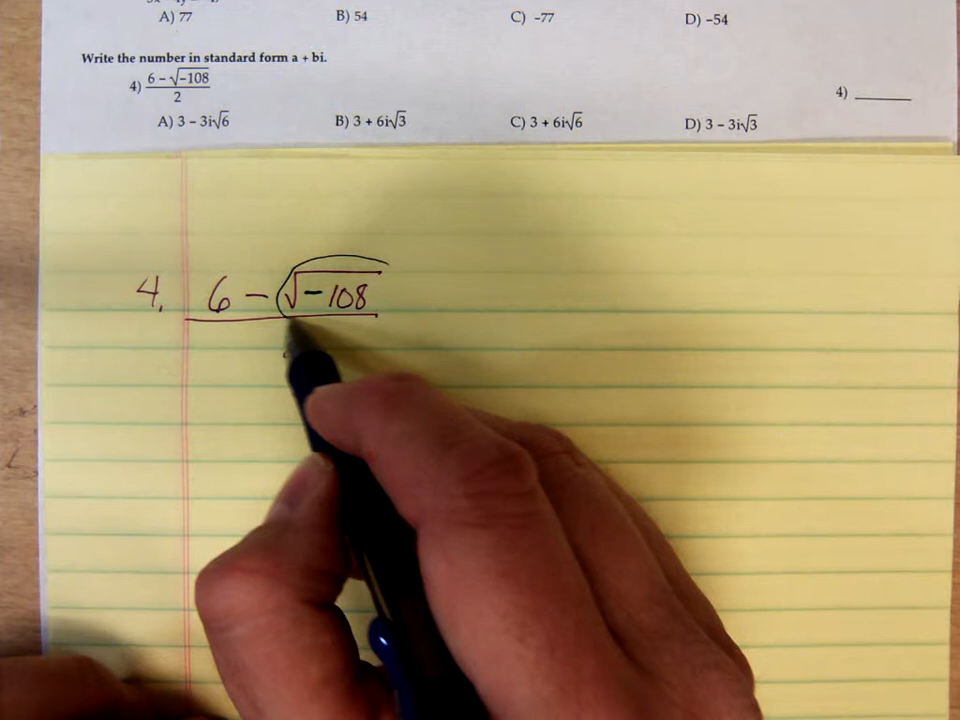 A) 77 B) 54 C) -77 D) -54
Write the number in standard form a + bi.
4) 6 - √-108 / 2 4) ______
A) 3 - 3i√6 B) 3 + 6i√3 C) 3 + 6i√6 D) 3 - 3i√3
4. 6 - √-108